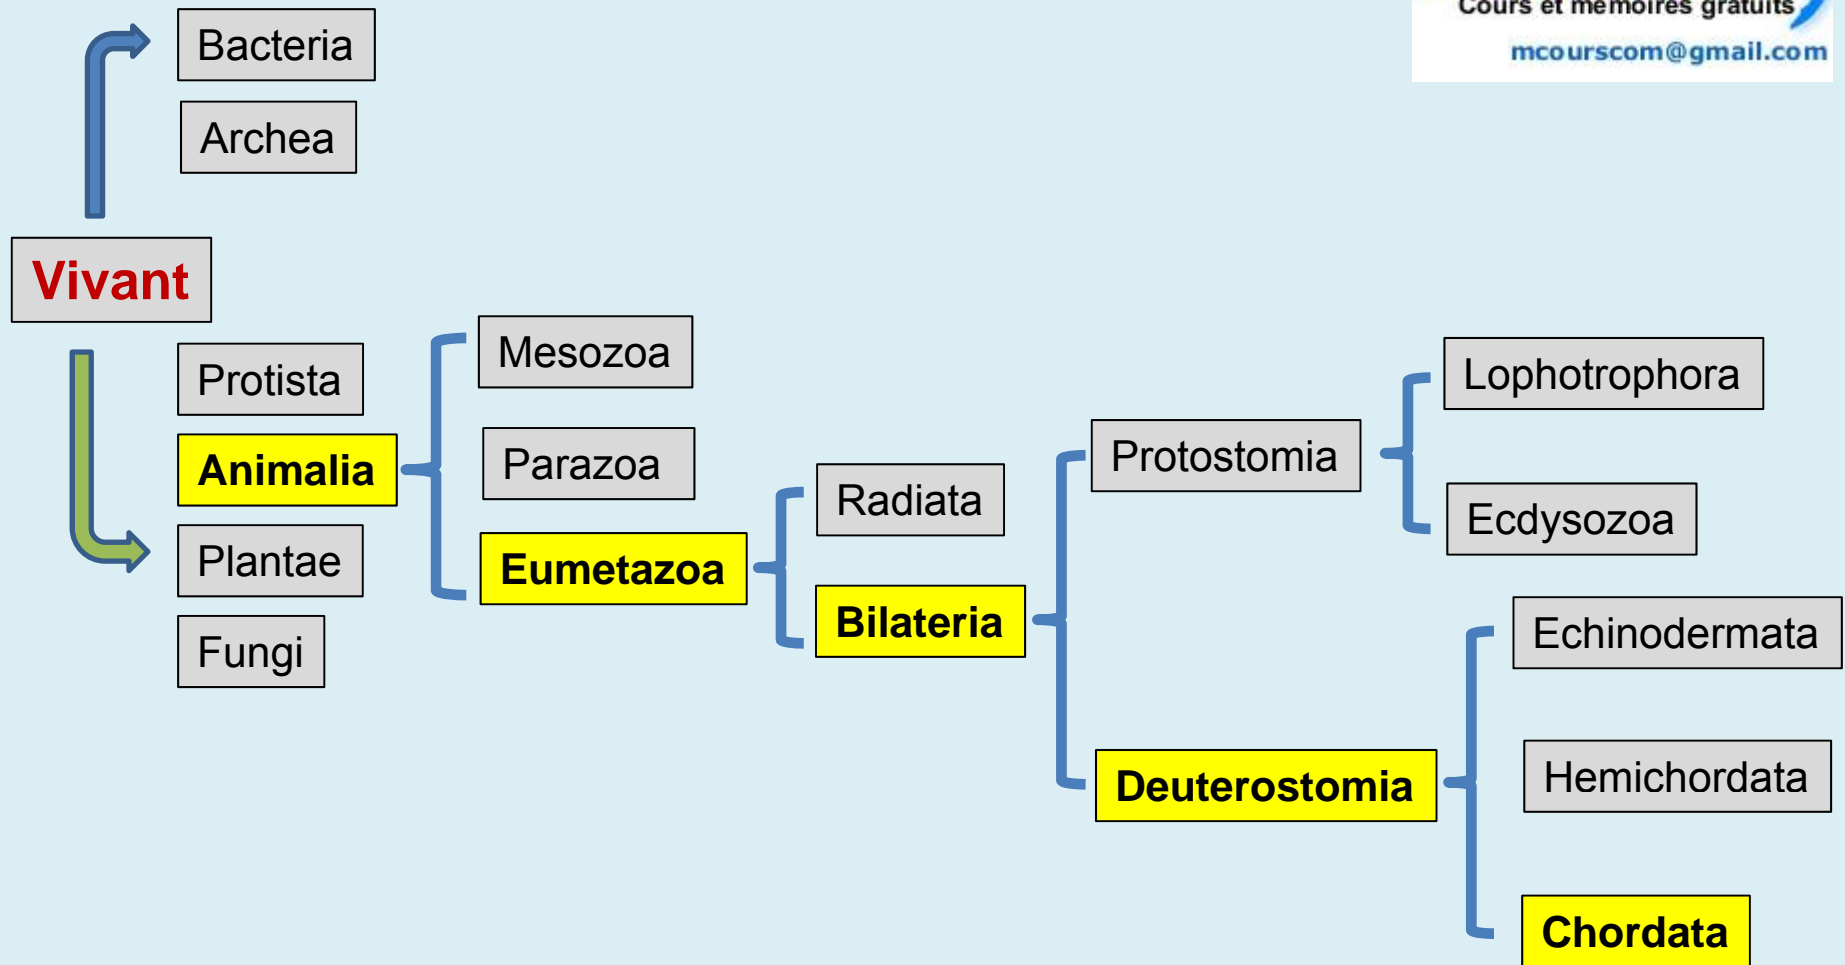 Cours et mémoires gratuits
mcourscom@gmail.com
Bacteria
Archea
Vivant
Protista
Animalia
Plantae
Fungi
Mesozoa
Parazoa
Eumetazoa
Radiata
Bilateria
Protostomia
Deuterostomia
Lophotrophora
Ecdysozoa
Echinodermata
Hemichordata
Chordata